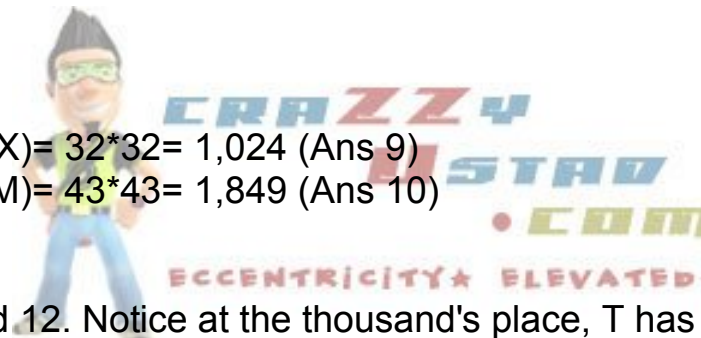 CRAZZY
X)= 32*32= 1,024 (Ans 9)
USTAD
M)= 43*43= 1,849 (Ans 10)
•COM
ECCENTRICITY★ ELEVATED
d 12. Notice at the thousand's place, T has